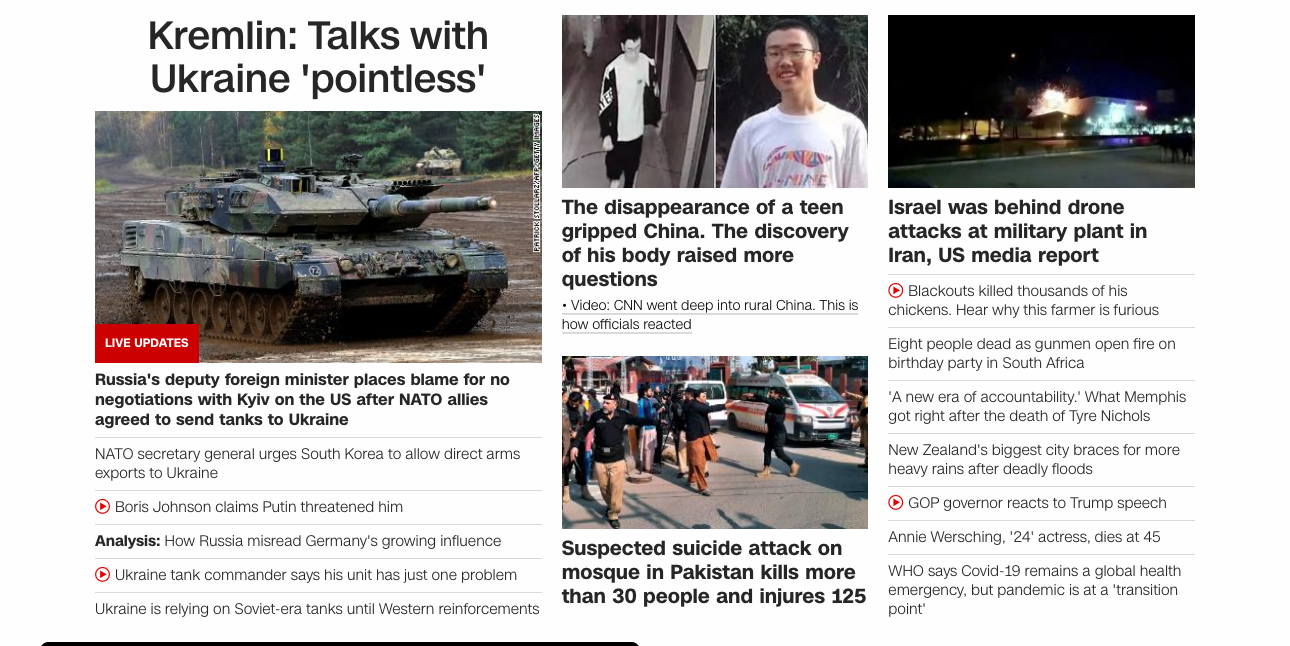 Kremlin: Talks with
Ukraine 'pointless'
PATRICK STOLLARZ/AFP/GETTY IMAGES
LIVE UPDATES
Russia's deputy foreign minister places blame for no
negotiations with Kyiv on the US after NATO allies
agreed to send tanks to Ukraine
NATO secretary general urges South Korea to allow direct arms
exports to Ukraine
Boris Johnson claims Putin threatened him
Analysis: How Russia misread Germany's growing influence
Ukraine tank commander says his unit has just one problem
Ukraine is relying on Soviet-era tanks until Western reinforcements
The disappearance of a teen
gripped China. The discovery
of his body raised more
questions
• Video: CNN went deep into rural China. This is
how officials reacted
Suspected suicide attack on
mosque in Pakistan kills more
than 30 people and injures 125
Israel was behind drone
attacks at military plant in
Iran, US media report
Blackouts killed thousands of his
chickens. Hear why this farmer is furious
Eight people dead as gunmen open fire on
birthday party in South Africa
'A new era of accountability.' What Memphis
got right after the death of Tyre Nichols
New Zealand's biggest city braces for more
heavy rains after deadly floods
GOP governor reacts to Trump speech
Annie Wersching, '24' actress, dies at 45
WHO says Covid-19 remains a global health
emergency, but pandemic is at a 'transition
point'